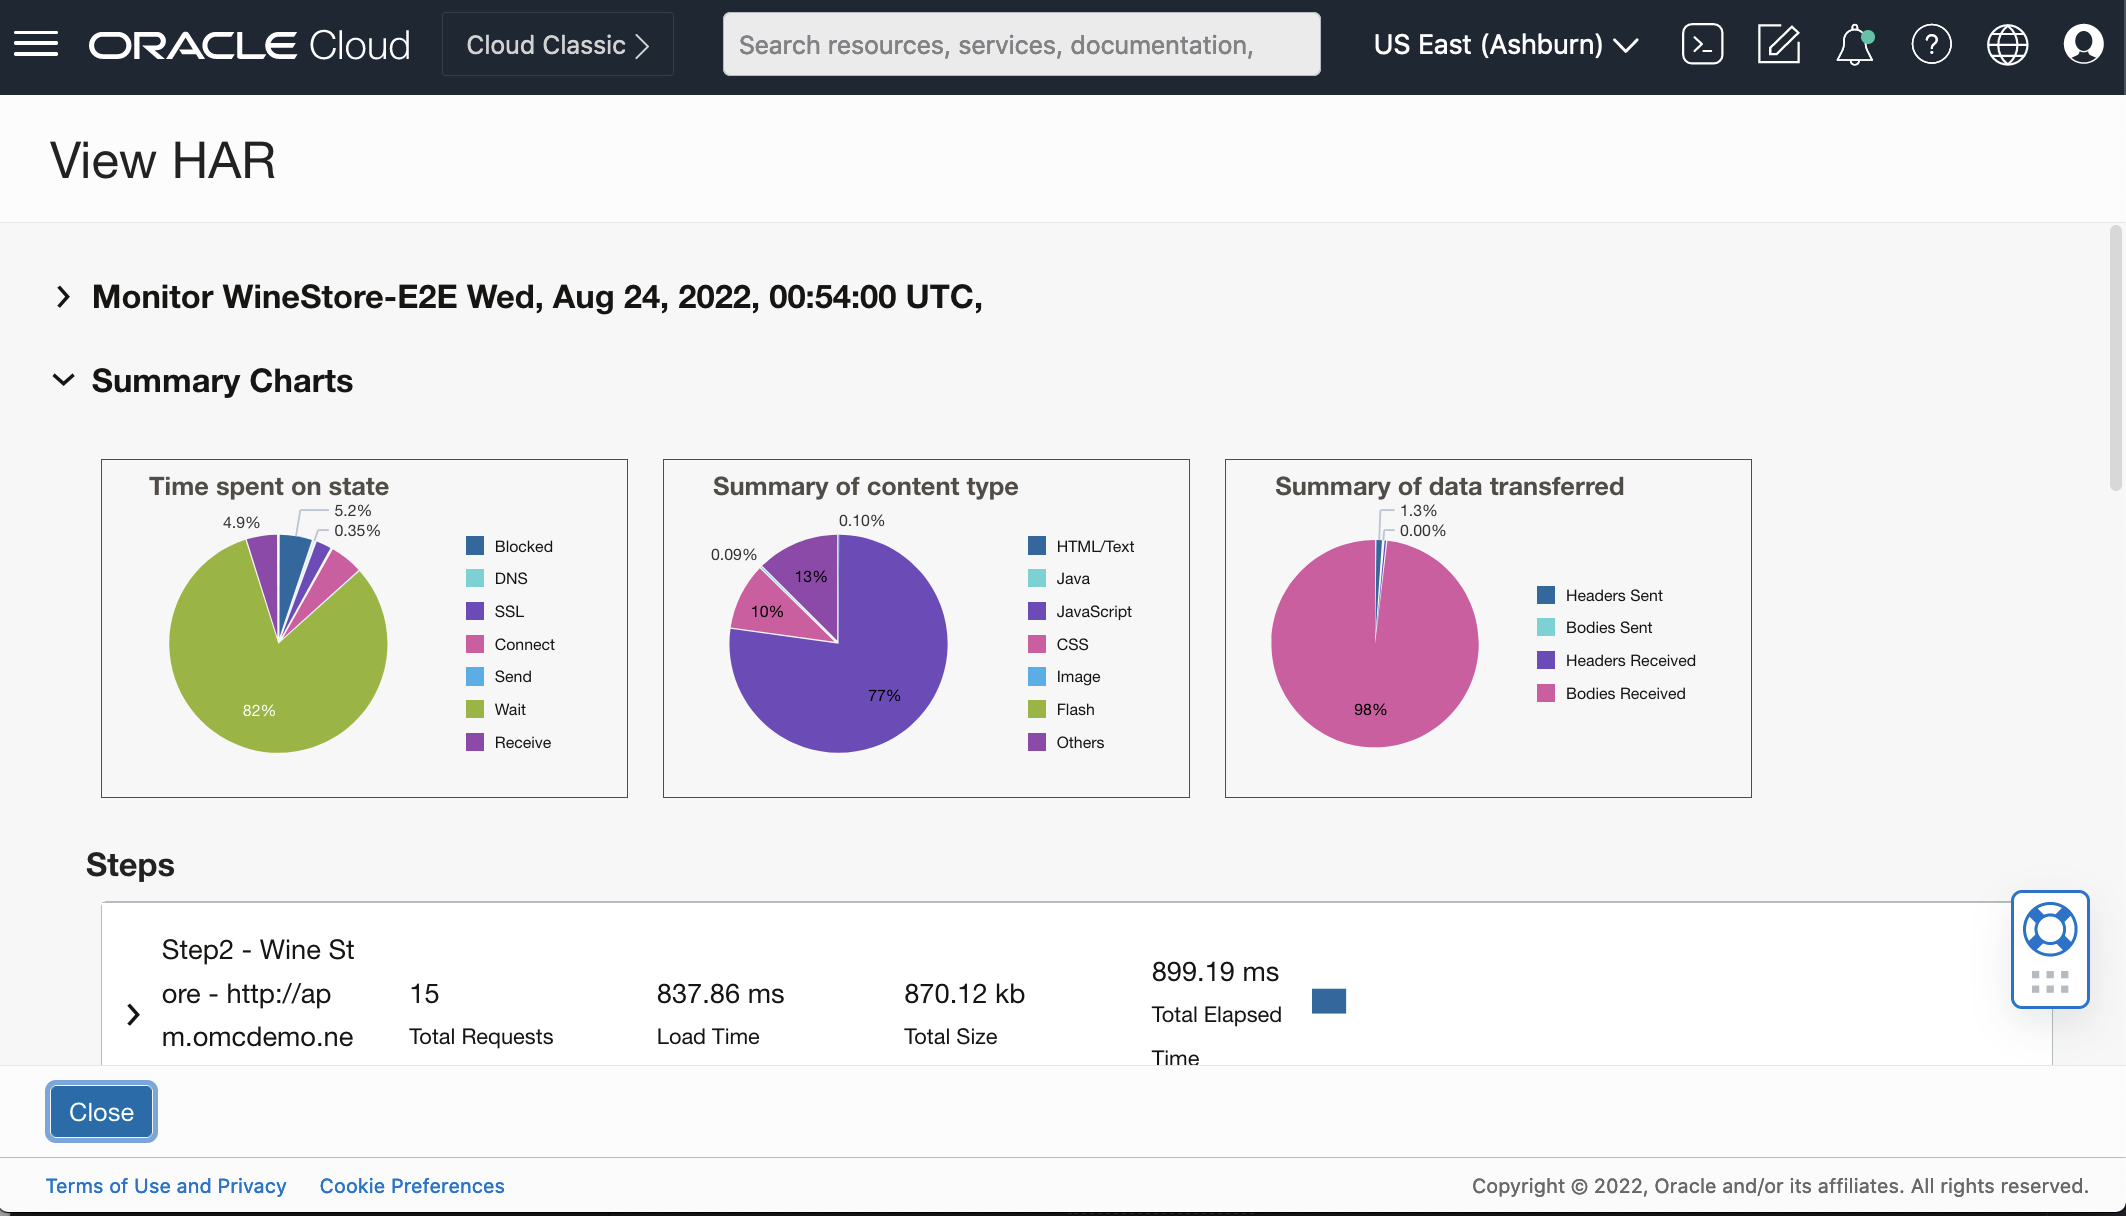 ORACLE Cloud
Cloud Classic
Search resources, services, documentation,
US East (Ashburn)
View HAR
Monitor WineStore-E2E Wed, Aug 24, 2022, 00:54:00 UTC,
Summary Charts
Time spent on state
5.2%
4.9%
0.35%
82%
Blocked
DNS
SSL
Connect
Send
Wait
Receive
Summary of content type
0.10%
0.09%
13%
10%
77%
HTML/Text
Java
JavaScript
CSS
Image
Flash
Others
Summary of data transferred
1.3%
0.00%
98%
Headers Sent
Bodies Sent
Headers Received
Bodies Received
Steps
Step2 - Wine St
ore - http://ap
m.omcdemo.ne
15
Total Requests
837.86 ms
Load Time
870.12 kb
Total Size
899.19 ms
Total Elapsed
Time
Close
Terms of Use and Privacy
Cookie Preferences
Copyright © 2022, Oracle and/or its affiliates. All rights reserved.